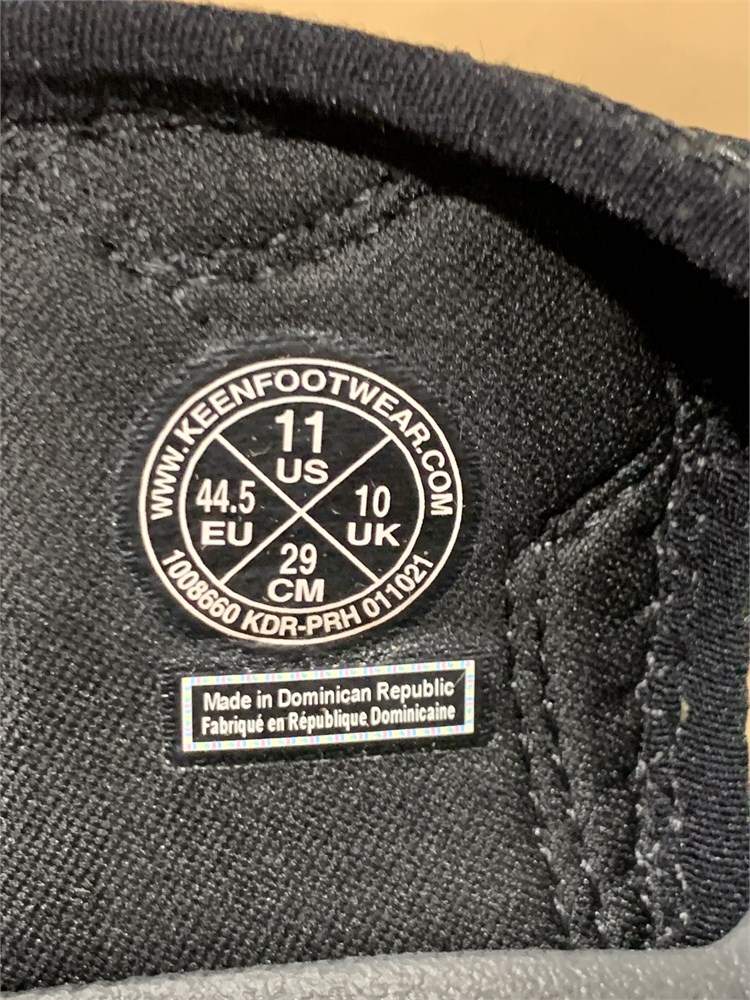 WWW.KEENFOOTWEAR.COM
11
US
44.5
EU
10
UK
29
CM
1008660 KDR-PRH 011021
Made in Dominican Republic
Fabriqué en République Dominicaine